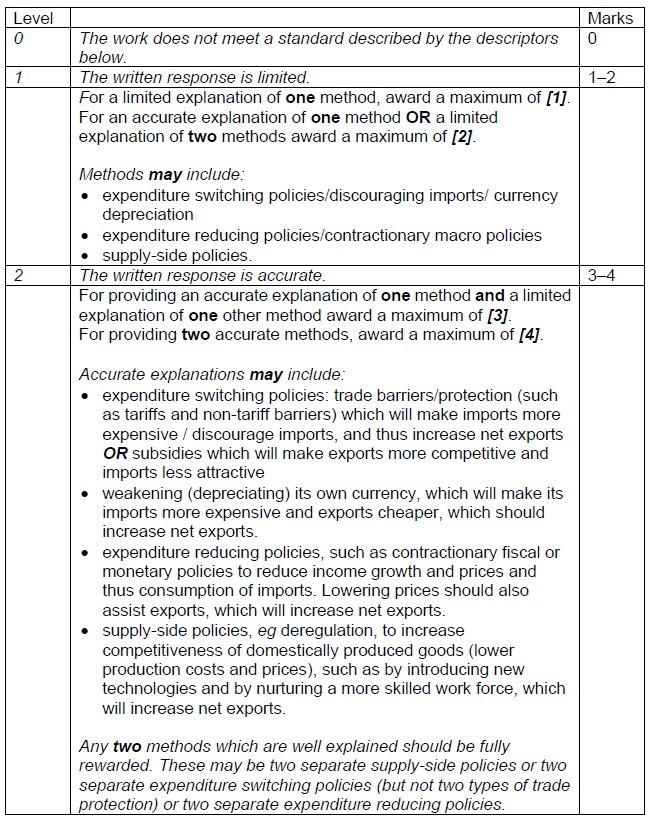 Level Marks
0 The work does not meet a standard described by the descriptors 0
below.
1 The written response is limited. 1–2
For a limited explanation of one method, award a maximum of [1].
For an accurate explanation of one method OR a limited
explanation of two methods award a maximum of [2].
Methods may include:
• expenditure switching policies/discouraging imports/ currency
depreciation
• expenditure reducing policies/contractionary macro policies
• supply-side policies.
2 The written response is accurate. 3–4
For providing an accurate explanation of one method and a limited
explanation of one other method award a maximum of [3].
For providing two accurate methods, award a maximum of [4].
Accurate explanations may include:
• expenditure switching policies: trade barriers/protection (such
as tariffs and non-tariff barriers) which will make imports more
expensive / discourage imports, and thus increase net exports
OR subsidies which will make exports more competitive and
imports less attractive
• weakening (depreciating) its own currency, which will make its
imports more expensive and exports cheaper, which should
increase net exports.
• expenditure reducing policies, such as contractionary fiscal or
monetary policies to reduce income growth and prices and
thus consumption of imports. Lowering prices should also
assist exports, which will increase net exports.
• supply-side policies, eg deregulation, to increase
competitiveness of domestically produced goods (lower
production costs and prices), such as by introducing new
technologies and by nurturing a more skilled work force, which
will increase net exports.
Any two methods which are well explained should be fully
rewarded. These may be two separate supply-side policies or two
separate expenditure switching policies (but not two types of trade
protection) or two separate expenditure reducing policies.